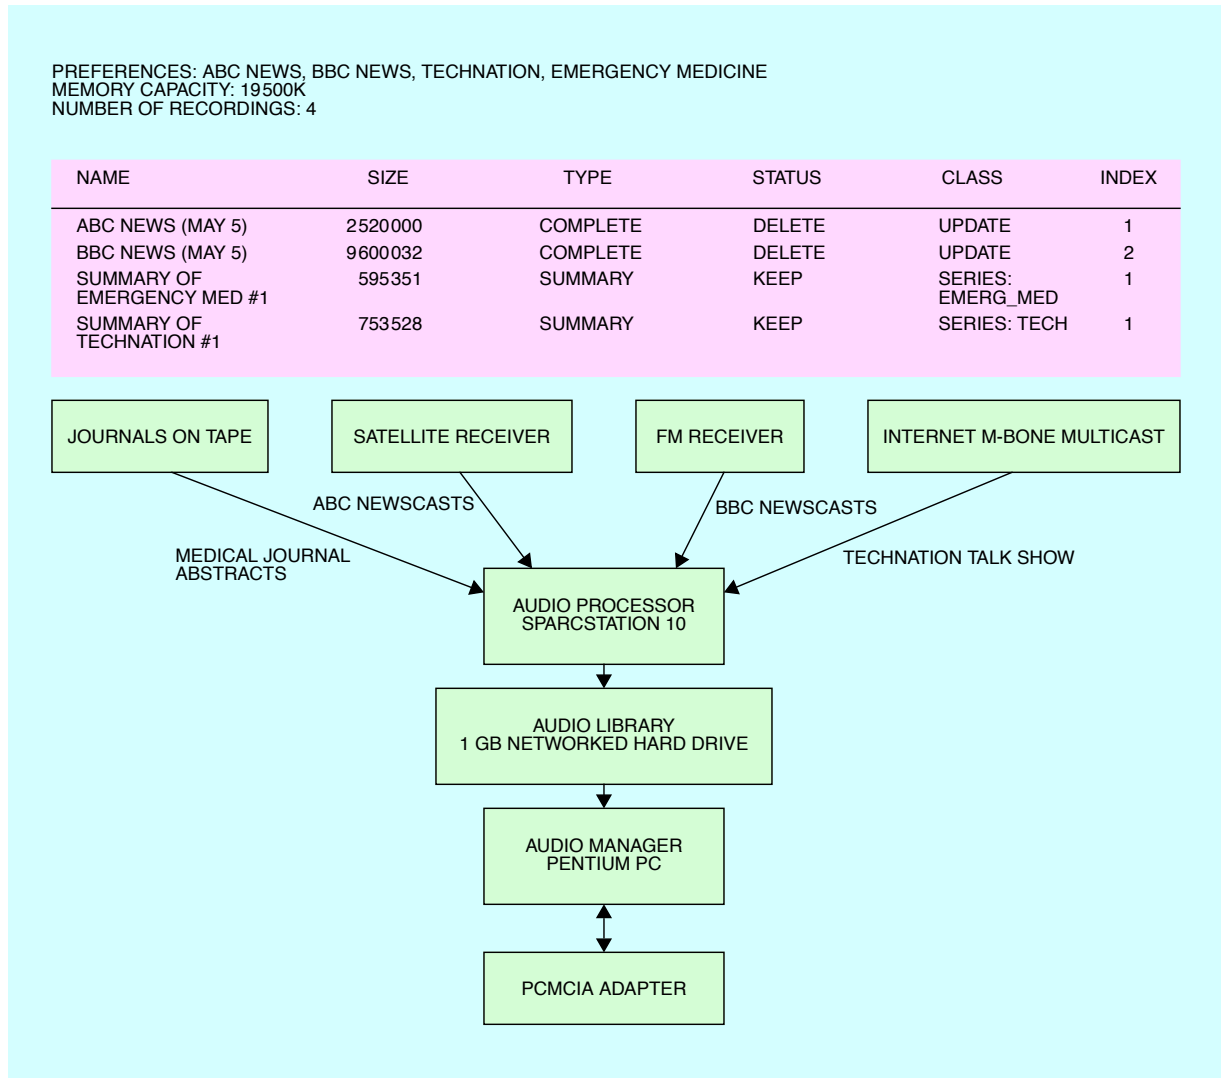 PREFERENCES: ABC NEWS, BBC NEWS, TECHNATION, EMERGENCY MEDICINE
MEMORY CAPACITY: 19500K
NUMBER OF RECORDINGS: 4
NAME SIZE TYPE STATUS CLASS INDEX
ABC NEWS (MAY 5) 2520000 COMPLETE DELETE UPDATE 1
BBC NEWS (MAY 5) 9600032 COMPLETE DELETE UPDATE 2
SUMMARY OF 595351 SUMMARY KEEP SERIES: 1
EMERGENCY MED #1 EMERG_MED
SUMMARY OF 753528 SUMMARY KEEP SERIES: TECH 1
TECHNATION #1
JOURNALS ON TAPE SATELLITE RECEIVER FM RECEIVER INTERNET M-BONE MULTICAST
ABC NEWSCASTS BBC NEWSCASTS
MEDICAL JOURNAL TECHNATION TALK SHOW
ABSTRACTS
AUDIO PROCESSOR
SPARCSTATION 10
AUDIO LIBRARY
1 GB NETWORKED HARD DRIVE
AUDIO MANAGER
PENTIUM PC
PCMCIA ADAPTER